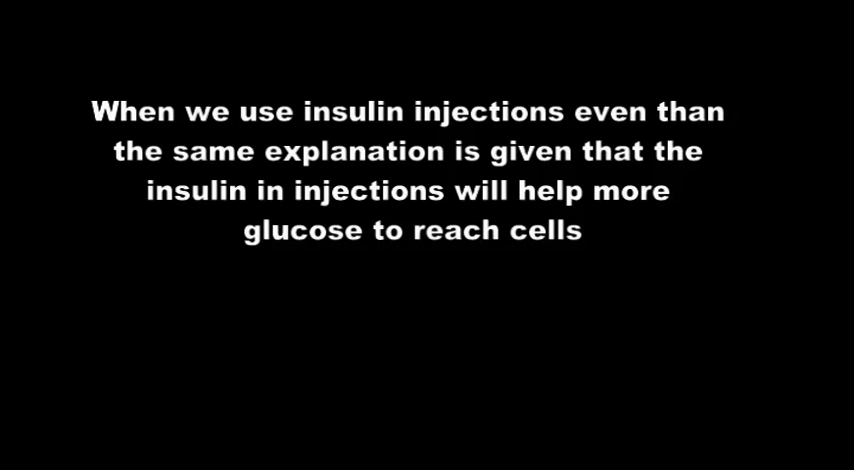 When we use insulin injections even than
the same explanation is given that the
insulin in injections will help more
glucose to reach cells